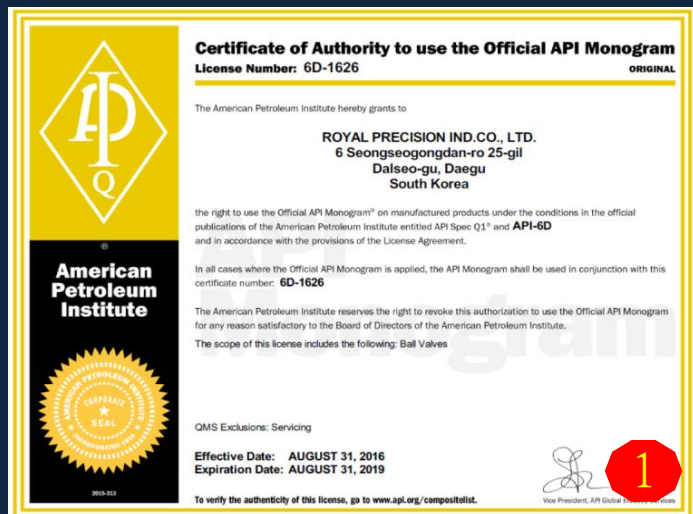 Certificate of Authority to use the Official API Monogram
License Number: 6D-1626
ORIGINAL
The American Petroleum Institute hereby grants to
ROYAL PRECISION IND.CO., LTD.
6 Seongseogongdan-ro 25-gil
Dalseo-gu, Daegu
South Korea
the right to use the Official API Monogram® on manufactured products under the conditions in the official
publications of the American Petroleum Institute entitled API Spec Q1® and API-6D
and in accordance with the provisions of the License Agreement.
In all cases where the Official API Monogram is applied, the API Monogram shall be used in conjunction with this
certificate number: 6D-1626
The American Petroleum Institute reserves the right to revoke this authorization to use the Official API Monogram
for any reason satisfactory to the Board of Directors of the American Petroleum Institute.
The scope of this license includes the following: Ball Valves
API
Monogram
QMS Exclusions: Servicing
Effective Date: AUGUST 31, 2016
Expiration Date: AUGUST 31, 2019
To verify the authenticity of this license, go to www.api.org/compositelist.
Vice President, API Global Services
1
API
Q
®
American
Petroleum
Institute
AMERICAN PETROLEUM INSTITUTE
CORPORATE
SEAL
INCORPORATED 1919
2015-313